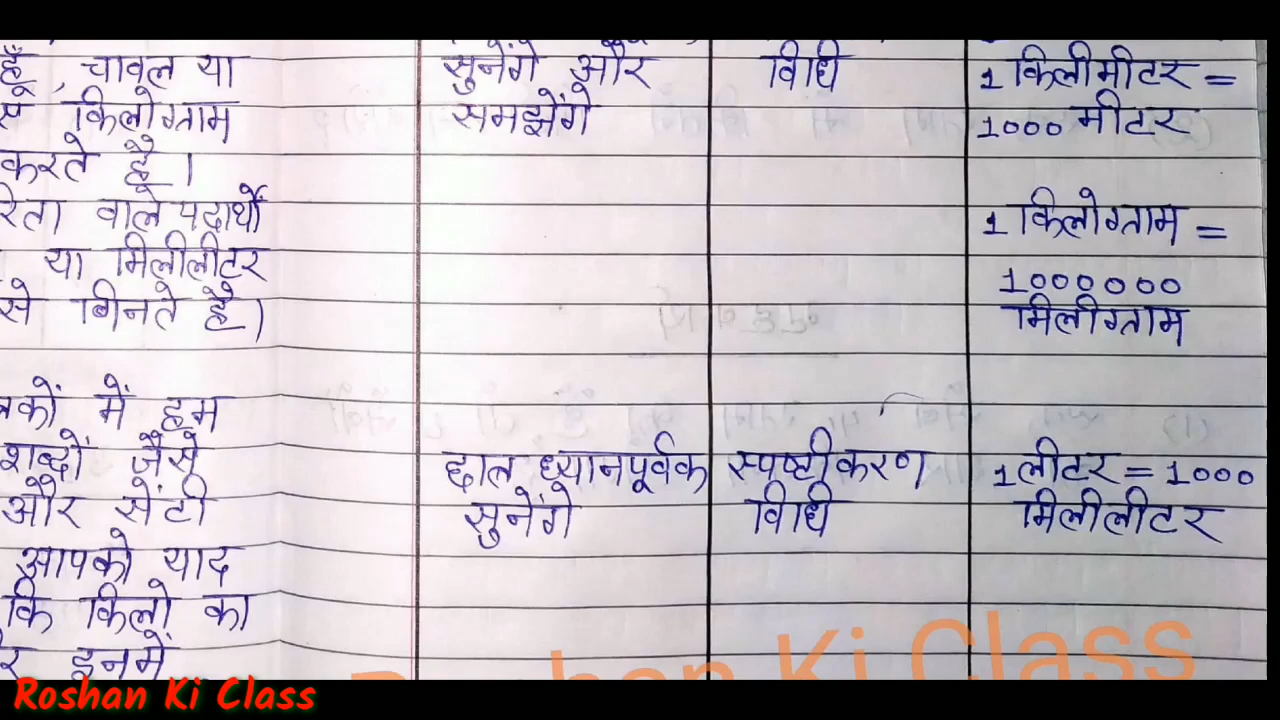 हैं, चावल या
से किलोग्राम
करते है।
रता वाले पदार्थों
या मिलीलीटर
से गिनते है।
में हम
शब्दों जैसे
और सेंटी
आपको याद
कि किलो का
इनमें
सुनेंगे और
समझेंगे
छात्र ध्यानपूर्वक
सुनेंगे
विधि
स्पष्टीकरण
विधि
1 किलीमीटर =
1000 मीटर
1 किलोग्राम =
1000000
मिलीग्राम
1 लीटर = 1000
मिलीलीटर
Roshan Ki Class
Roshan Ki Class